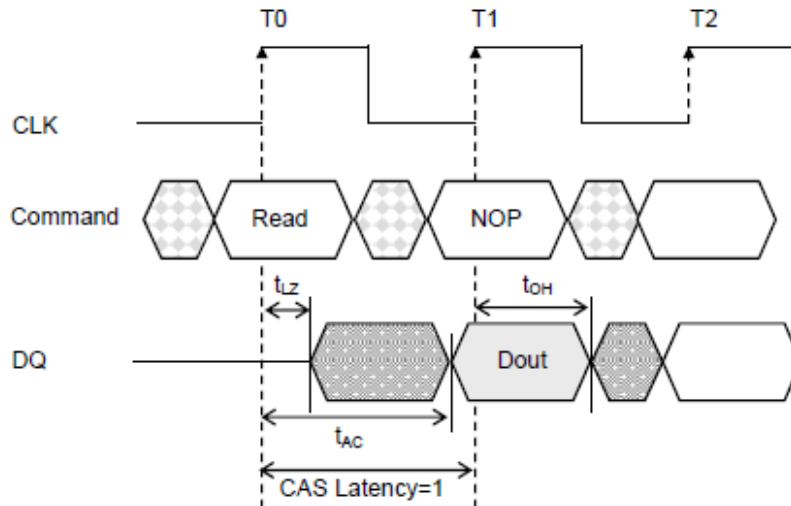 T0 T1 T2
CLK
Command Read NOP
tLZ tOH
DQ Dout
tAC
CAS Latency=1